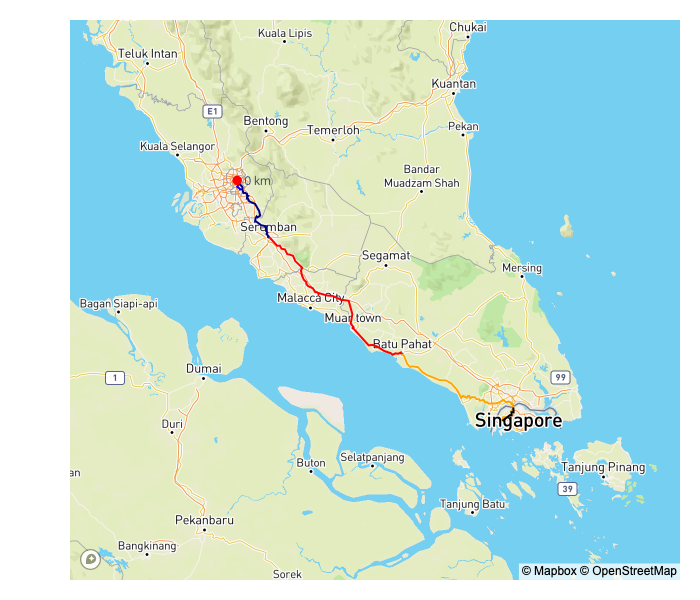 Chukai
Kuala Lipis
Teluk Intan
Kuantan
E1
Bentong
Temerloh
Pekan
Kuala Selangor
Bandar
Muadzam Shah
0 km
Seremban
Segamat
Mersing
Malacca City
Bagan Siapi-api
Muar town
Batu Pahat
Dumai
1
99
Singapore
Duri
Selatpanjang
Buton
Tanjung Pinang
an
39
Tanjung Batu
Pekanbaru
Bangkinang
Sorek
© Mapbox © OpenStreetMap